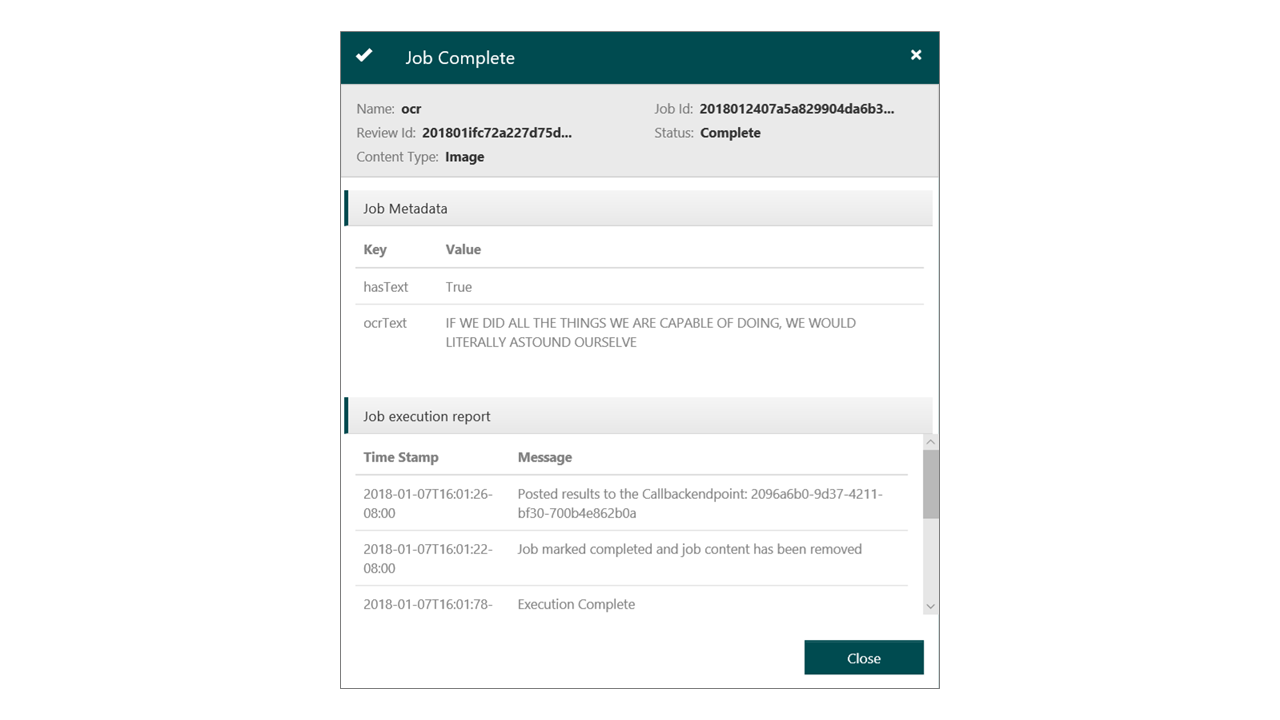 Job Complete
Name: ocr
Job Id: 2018012407a5a829904da6b3...
Review Id: 201801ifc72a227d75d...
Status: Complete
Content Type: Image
Job Metadata
Key Value
hasText True
ocrText IF WE DID ALL THE THINGS WE ARE CAPABLE OF DOING, WE WOULD
LITERALLY ASTOUND OURSELVE
Job execution report
Time Stamp Message
2018-01-07T16:01:26- Posted results to the Callbackendpoint: 2096a6b0-9d37-4211-
08:00 bf30-700b4e862b0a
2018-01-07T16:01:22- Job marked completed and job content has been removed
08:00
2018-01-07T16:01:78- Execution Complete
Close